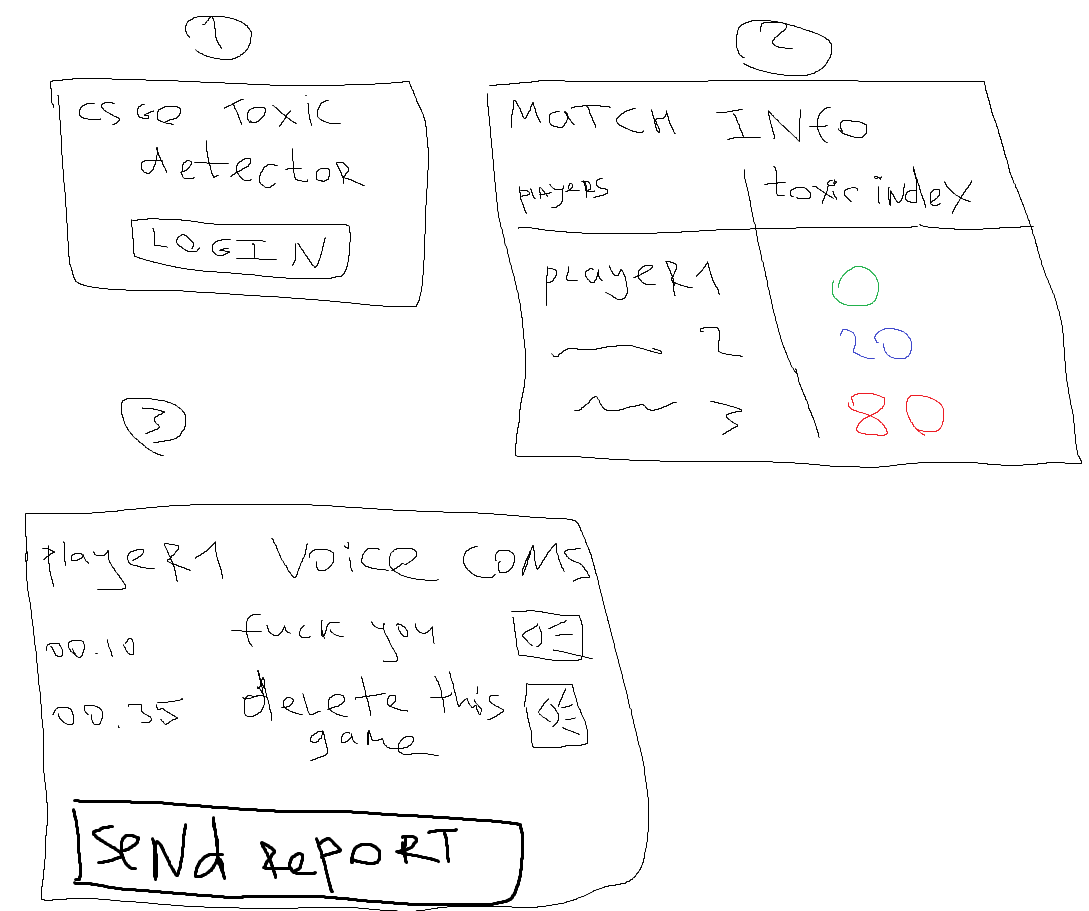 1
CSGO TOXIC
detectoR
LOGIN
2
MaTCH INfo
plAyeRS toxic index
playeR1 0
2 20
3 80
3
playeR1 Voice COMS
00.10 fuck you
00.35 delete this
game
SeNd RepoRT